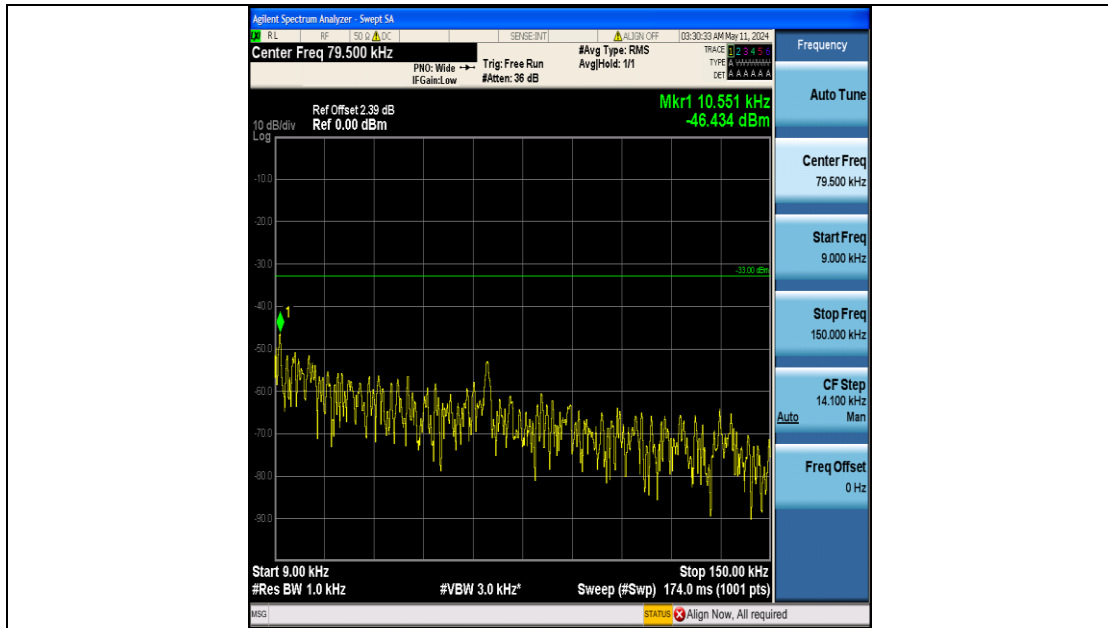 Agilent Spectrum Analyzer - Swept SA
RL RF 50 Ω DC SENSE:INT ALIGN OFF 03:30:33 AM May 11, 2024
Center Freq 79.500 kHz
PNO: Wide
IFGain:Low
Trig: Free Run
#Atten: 36 dB
#Avg Type: RMS
Avg|Hold: 1/1
TRACE 1 2 3 4 5 6
TYPE A
DET A A A A A A
Mkr1 10.551 kHz
-46.434 dBm
Ref Offset 2.39 dB
10 dB/div Ref 0.00 dBm
Log
-10.0
-20.0
-30.0
-33.00 dBm
-40.0
1
-50.0
-60.0
-70.0
-80.0
-90.0
Start 9.00 kHz Stop 150.00 kHz
#Res BW 1.0 kHz #VBW 3.0 kHz* Sweep (#Swp) 174.0 ms (1001 pts)
MSG STATUS Align Now, All required
Frequency
Auto Tune
Center Freq
79.500 kHz
Start Freq
9.000 kHz
Stop Freq
150.000 kHz
CF Step
14.100 kHz
Auto Man
Freq Offset
0 Hz